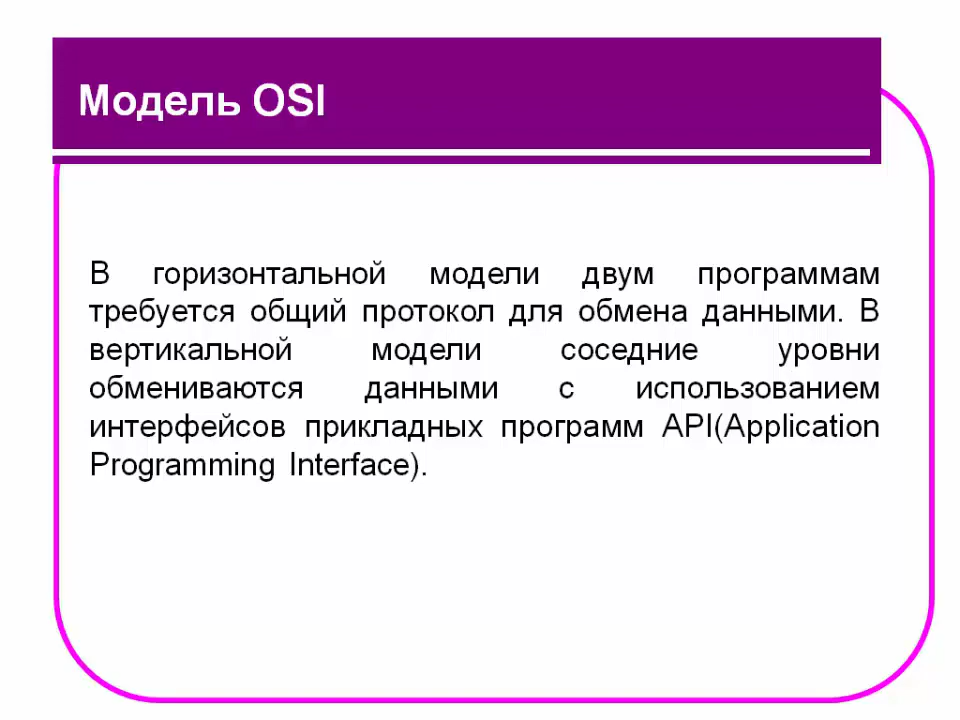 Модель OSI
В горизонтальной модели двум программам
требуется общий протокол для обмена данными. В
вертикальной модели соседние уровни
обмениваются данными с использованием
интерфейсов прикладных программ API(Application
Programming Interface).